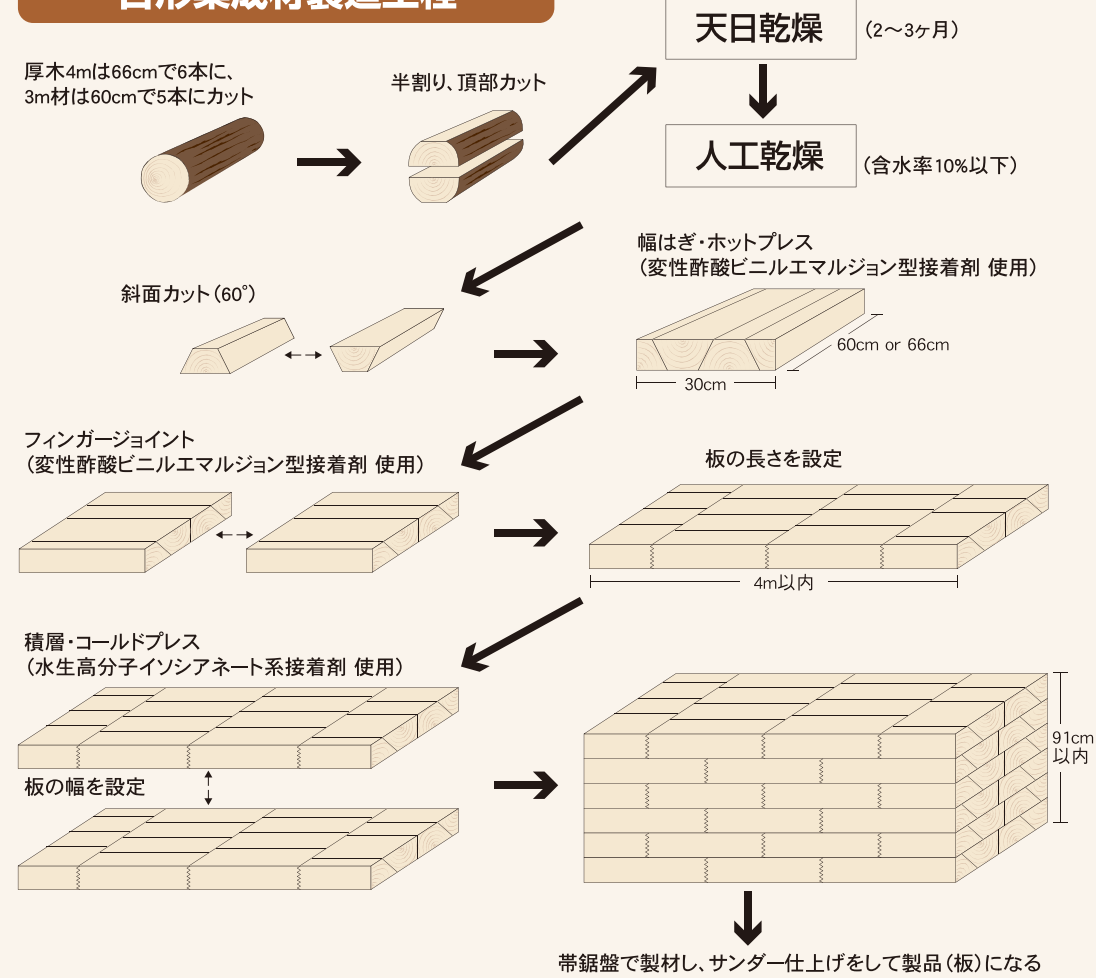 台形集成材製造工程
厚木4mは66cmで6本に、
3m材は60cmで5本にカット
半割り、頂部カット
天日乾燥
（2〜3ヶ月）
人工乾燥
（含水率10%以下）
斜面カット（60°）
幅はぎ・ホットプレス
（変性酢酸ビニルエマルジョン型接着剤 使用）
60cm or 66cm
30cm
フィンガージョイント
（変性酢酸ビニルエマルジョン型接着剤 使用）
板の長さを設定
4m以内
積層・コールドプレス
（水生高分子イソシアネート系接着剤 使用）
板の幅を設定
91cm
以内
帯鋸盤で製材し、サンダー仕上げをして製品（板）になる